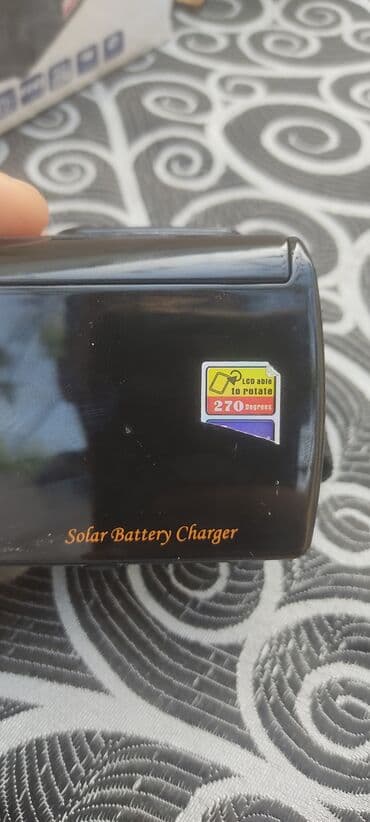 LCD able
to rotate
270 Degrees
Solar Battery Charger